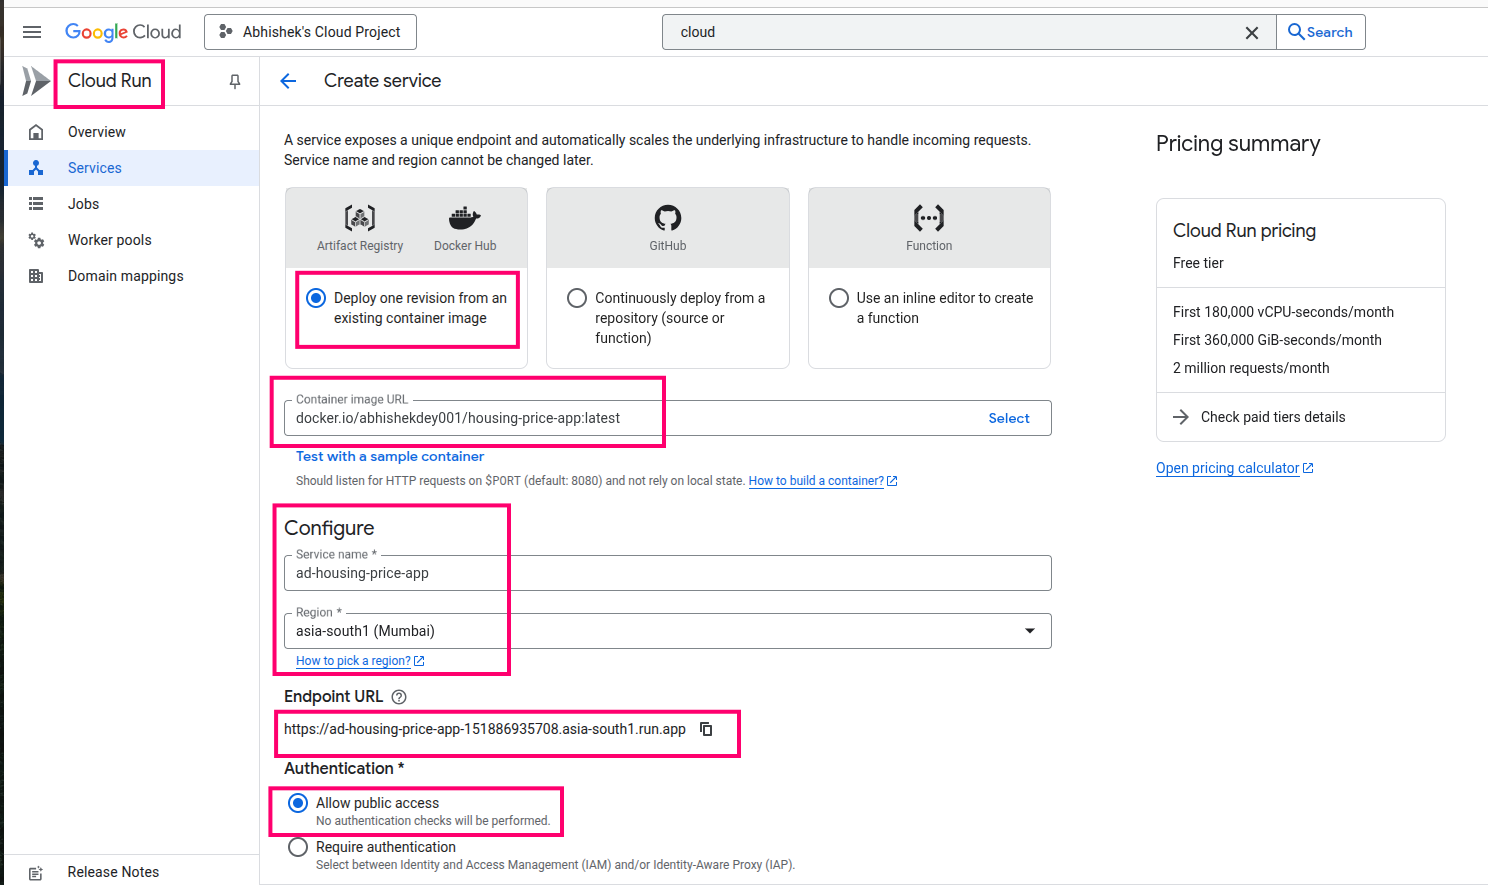 Google Cloud
Abhishek's Cloud Project
cloud
Search
Cloud Run
Create service
Overview
Services
Jobs
Worker pools
Domain mappings
Release Notes
A service exposes a unique endpoint and automatically scales the underlying infrastructure to handle incoming requests.
Service name and region cannot be changed later.
Artifact Registry
Docker Hub
Deploy one revision from an
existing container image
GitHub
Continuously deploy from a
repository (source or
function)
Function
Use an inline editor to create
a function
Container image URL
docker.io/abhishekdey001/housing-price-app:latest
Select
Test with a sample container
Should listen for HTTP requests on $PORT (default: 8080) and not rely on local state. How to build a container?
Configure
Service name *
ad-housing-price-app
Region *
asia-south1 (Mumbai)
How to pick a region?
Endpoint URL
https://ad-housing-price-app-151886935708.asia-south1.run.app
Authentication *
Allow public access
No authentication checks will be performed.
Require authentication
Select between Identity and Access Management (IAM) and/or Identity-Aware Proxy (IAP).
Pricing summary
Cloud Run pricing
Free tier
First 180,000 vCPU-seconds/month
First 360,000 GiB-seconds/month
2 million requests/month
Check paid tiers details
Open pricing calculator